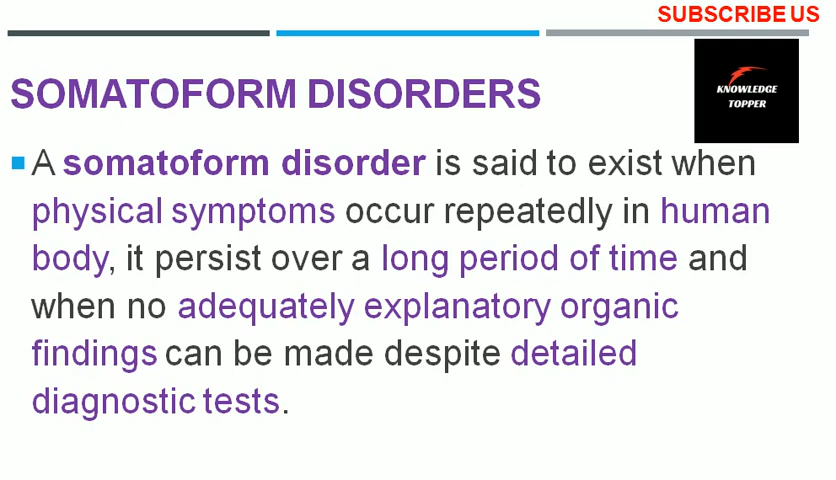 SUBSCRIBE US
KNOWLEDGE
TOPPER
SOMATOFORM DISORDERS
A somatoform disorder is said to exist when
physical symptoms occur repeatedly in human
body, it persist over a long period of time and
when no adequately explanatory organic
findings can be made despite detailed
diagnostic tests.